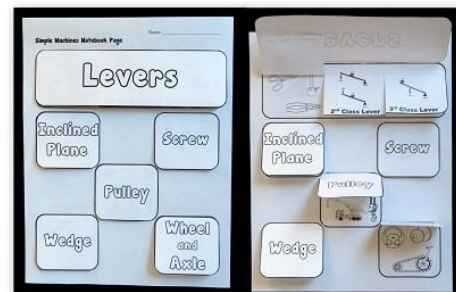 Name:
Simple Machines Notebook Page
Levers
Inclined
Plane
Screw
Pulley
Wedge
Wheel
and
Axle
2nd Class Lever
3rd Class Lever
Inclined
Plane
Screw
Pulley
Wedge